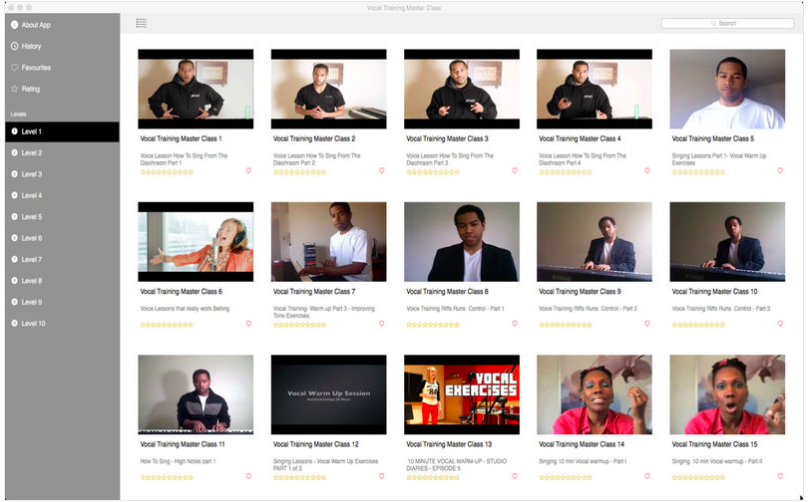 Vocal Training Master Class
Search
About App
History
Favourites
Rating
Levels
Level 1
Level 2
Level 3
Level 4
Level 5
Level 6
Level 7
Level 8
Level 9
Level 10
Vocal Training Master Class 1
Voice Lesson How To Sing From The
Diaphragm Part 1
Vocal Training Master Class 2
Voice Lesson How To Sing From The
Diaphragm Part 2
Vocal Training Master Class 3
Voice Lesson How To Sing From The
Diaphragm Part 3
Vocal Training Master Class 4
Voice Lesson How To Sing From The
Diaphragm Part 4
Vocal Training Master Class 5
Singing Lessons Part 1- Vocal Warm Up
Exercises
Vocal Training Master Class 6
Voice Lessons that really work Belting
Vocal Training Master Class 7
Vocal Training- Warm up Part 3 - Improving
Tone Exercises
Vocal Training Master Class 8
Voice Training Riffs Runs Control - Part 1
Vocal Training Master Class 9
Voice Training Riffs Runs Control - Part 2
Vocal Training Master Class 10
Voice Training Riffs Runs Control - Part 3
Vocal Training Master Class 11
How To Sing - High Notes part 1
Vocal Warm Up Session
Vocal Training Master Class 12
Singing Lessons - Vocal Warm Up Exercises
PART 1 of 3
VOCAL
EXERCISES
Vocal Training Master Class 13
10 MINUTE VOCAL WARM-UP - STUDIO
DIARIES - EPISODE 5
Vocal Training Master Class 14
Singing 10 min Vocal warmup - Part I
Vocal Training Master Class 15
Singing 10 min Vocal warmup - Part II